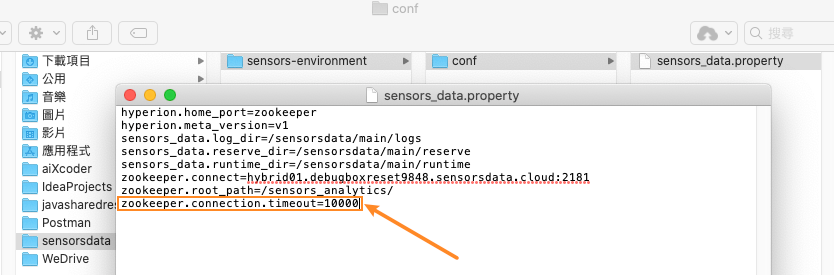 conf
搜尋
下載項目
公用
音樂
圖片
影片
應用程式
aiXcoder
IdeaProjects
javasharedres
Postman
sensorsdata
WeDrive
sensors-environment
conf
sensors_data.property
sensors_data.property
hyperion.home_port=zookeeper
hyperion.meta_version=v1
sensors_data.log_dir=/sensorsdata/main/logs
sensors_data.reserve_dir=/sensorsdata/main/reserve
sensors_data.runtime_dir=/sensorsdata/main/runtime
zookeeper.connect=hybrid01.debugboxreset9848.sensorsdata.cloud:2181
zookeeper.root_path=/sensors_analytics/
zookeeper.connection.timeout=10000